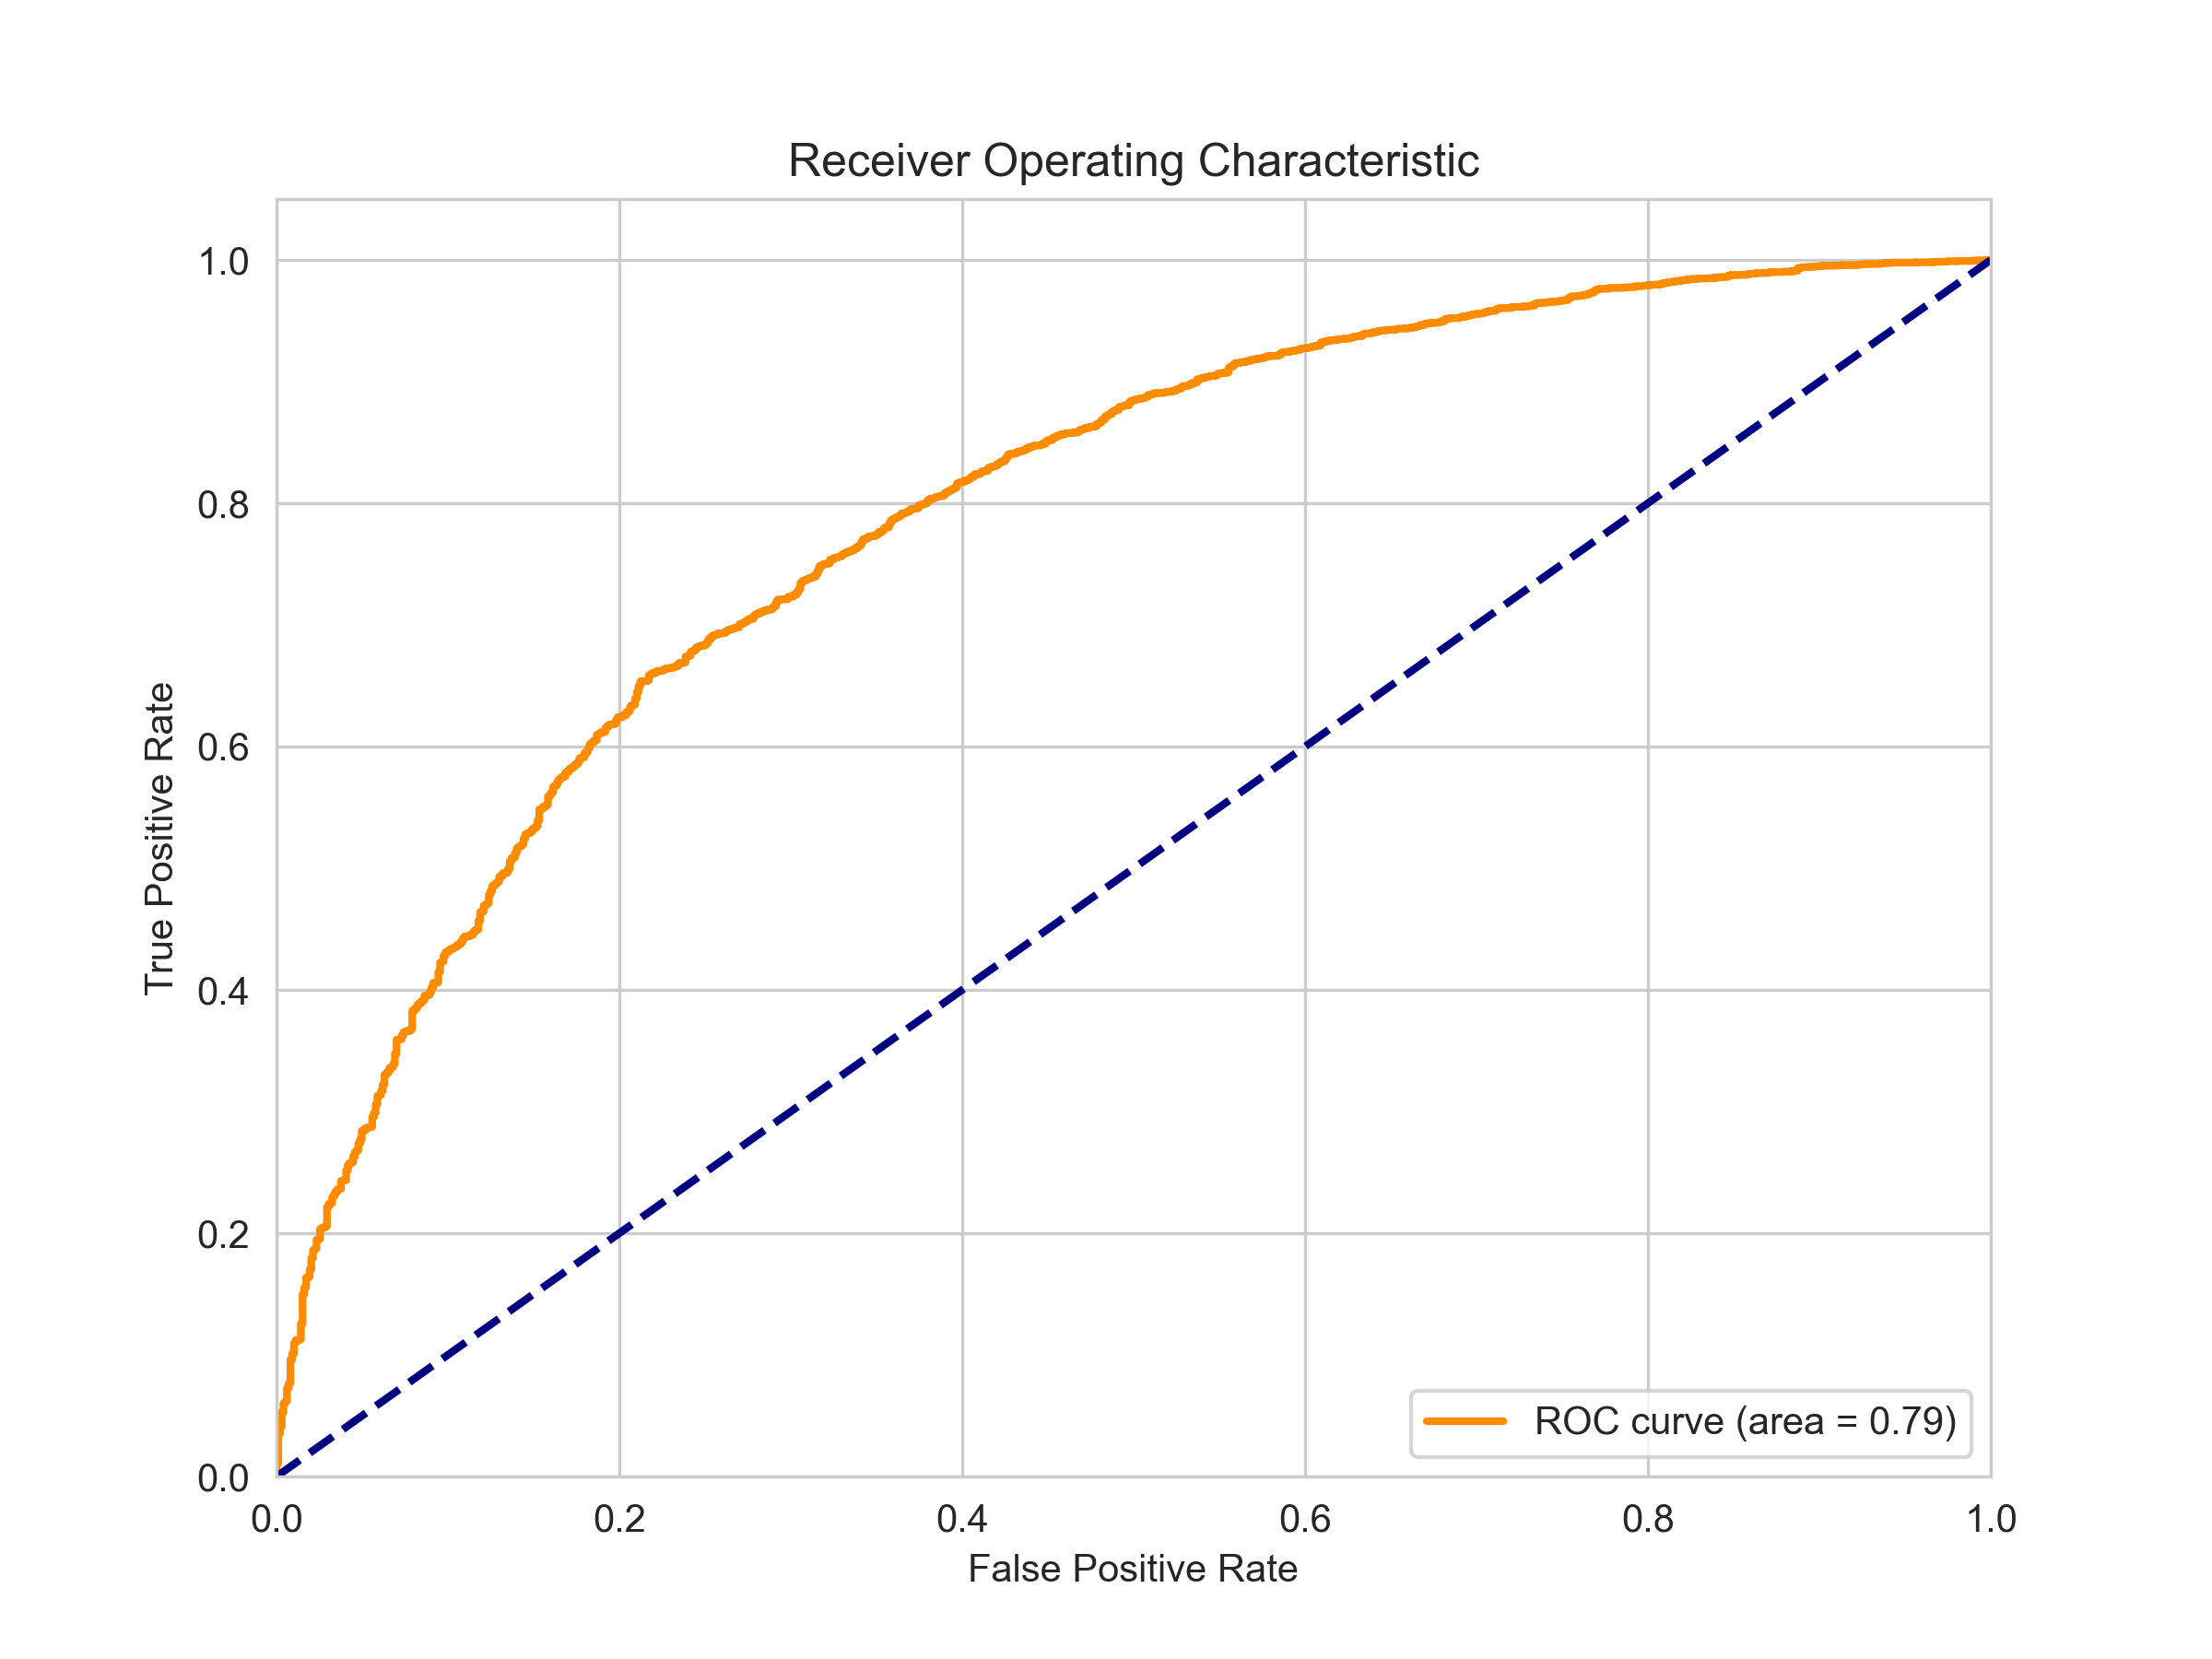 Receiver Operating Characteristic
1.0
0.8
0.6
0.4
0.2
0.0
True Positive Rate
ROC curve (area = 0.79)
0.0 0.2 0.4 0.6 0.8 1.0
False Positive Rate